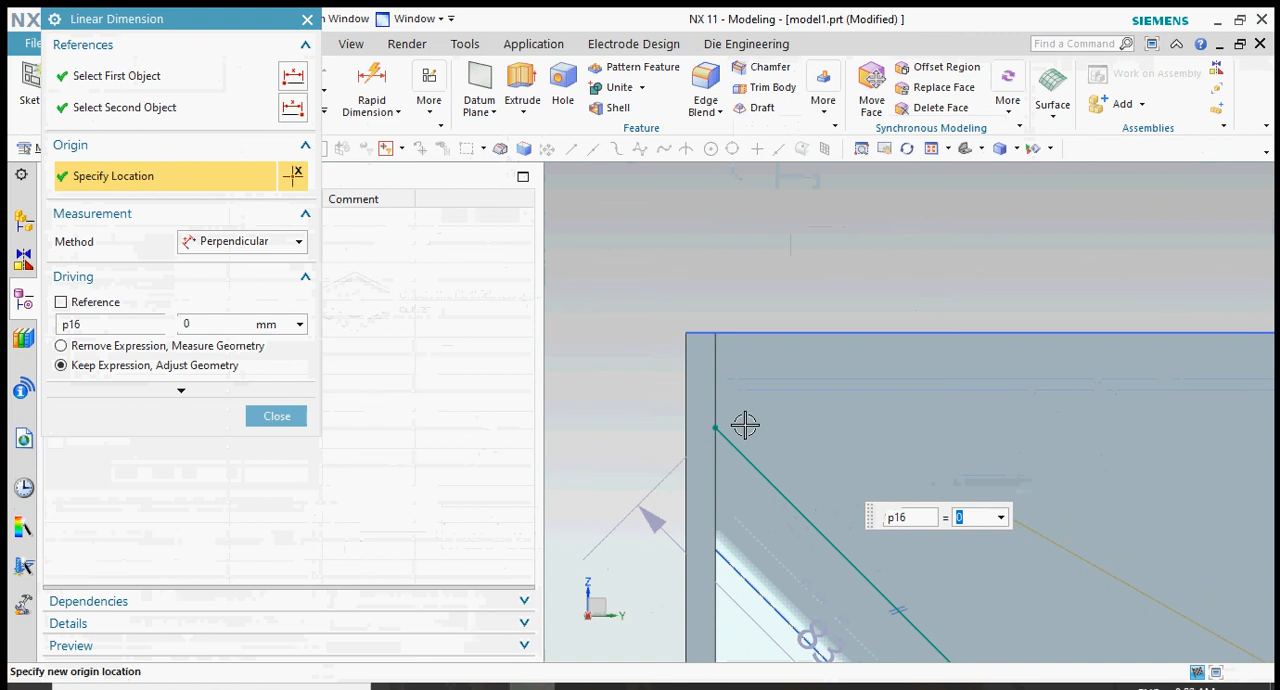 NX
Linear Dimension
Window
Window
NX 11 - Modeling - [model1.prt (Modified) ]
SIEMENS
View
Render
Tools
Application
Electrode Design
Die Engineering
Find a Command
References
Select First Object
Select Second Object
Rapid
Dimension
More
Datum
Plane
Extrude
Hole
Pattern Feature
Unite
Shell
Edge
Blend
Chamfer
Trim Body
Draft
More
Feature
Move
Face
Offset Region
Replace Face
Delete Face
More
Synchronous Modeling
Surface
Work on Assembly
Add
Assemblies
Origin
Specify Location
Comment
Measurement
Method
Perpendicular
Driving
Reference
p16
0
mm
Remove Expression, Measure Geometry
Keep Expression, Adjust Geometry
Close
p16
=
0
Z
Y
Dependencies
Details
Preview
Specify new origin location